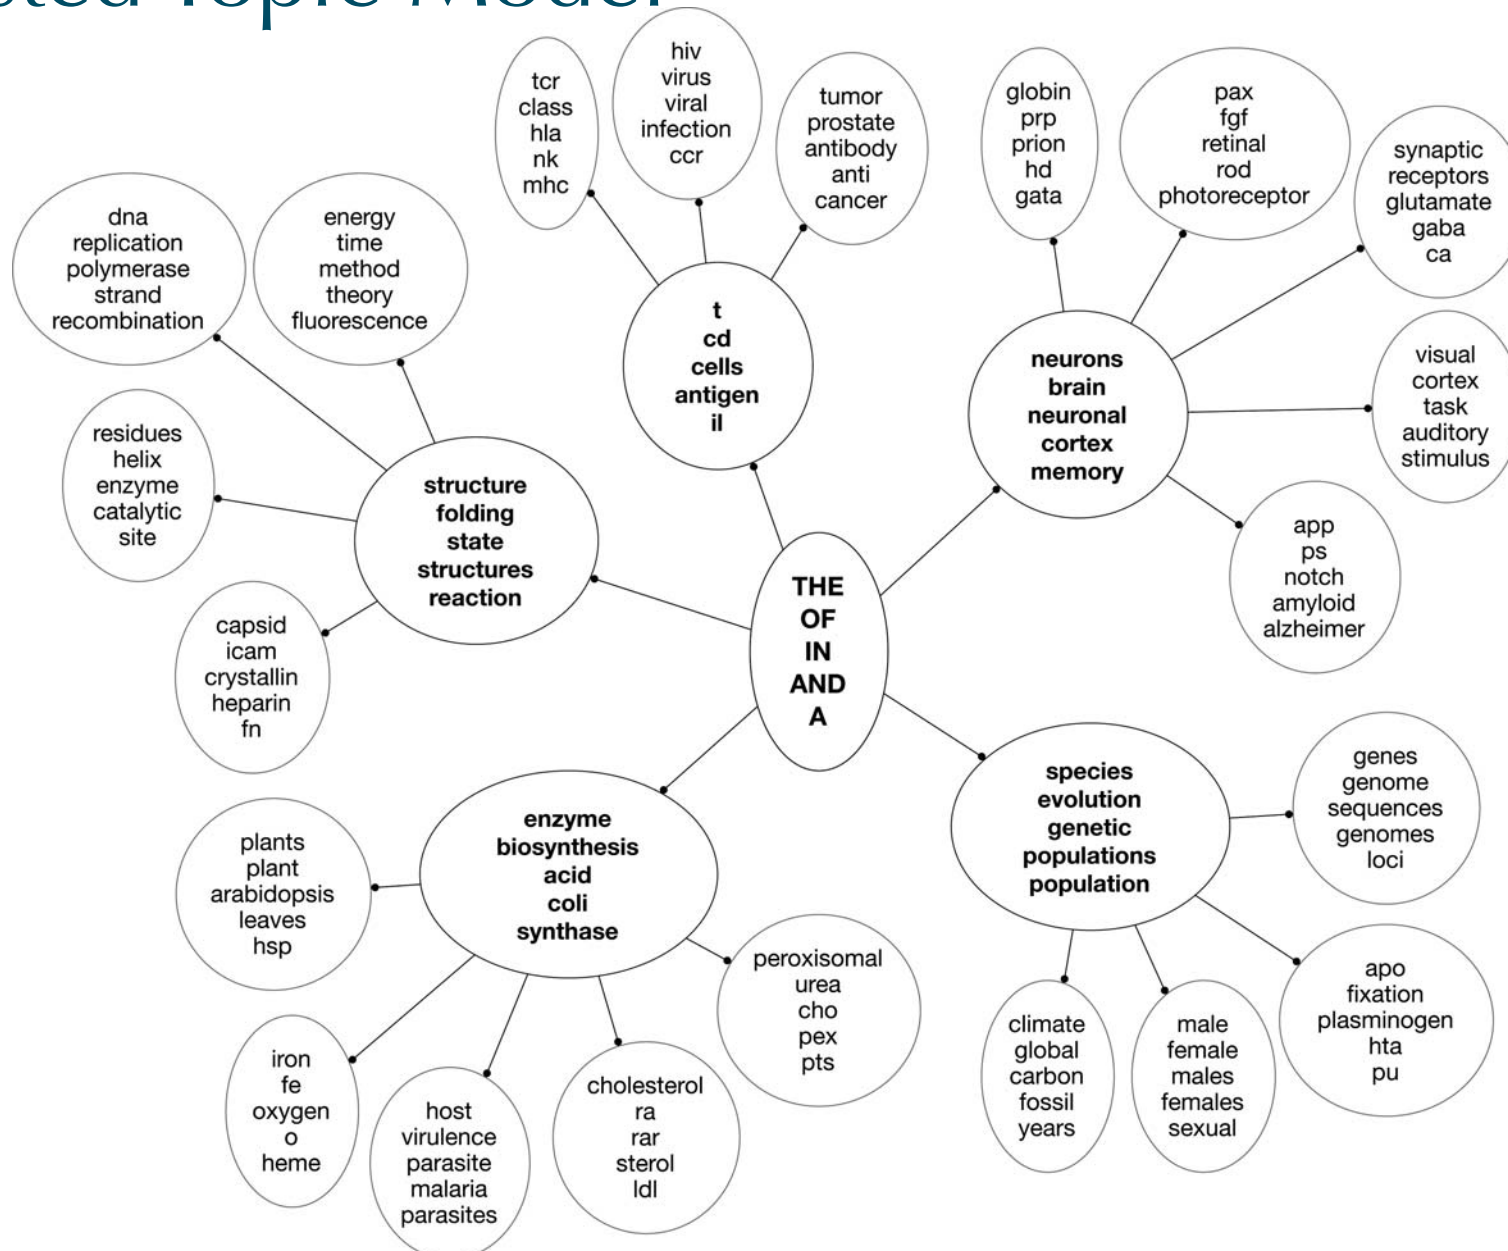 Topic Model
tcr
class
hla
nk
mhc
hiv
virus
viral
infection
ccr
tumor
prostate
antibody
anti
cancer
globin
prp
prion
hd
gata
pax
fgf
retinal
rod
photoreceptor
synaptic
receptors
glutamate
gaba
ca
dna
replication
polymerase
strand
recombination
energy
time
method
theory
fluorescence
t
cd
cells
antigen
il
neurons
brain
neuronal
cortex
memory
visual
cortex
task
auditory
stimulus
residues
helix
enzyme
catalytic
site
structure
folding
state
structures
reaction
app
ps
notch
amyloid
alzheimer
capsid
icam
crystallin
heparin
fn
THE
OF
IN
AND
A
species
evolution
genetic
populations
population
genes
genome
sequences
genomes
loci
enzyme
biosynthesis
acid
coli
synthase
plants
plant
arabidopsis
leaves
hsp
peroxisomal
urea
cho
pex
pts
apo
fixation
plasminogen
hta
pu
climate
global
carbon
fossil
years
male
female
males
females
sexual
iron
fe
oxygen
o
heme
host
virulence
parasite
malaria
parasites
cholesterol
ra
rar
sterol
ldl